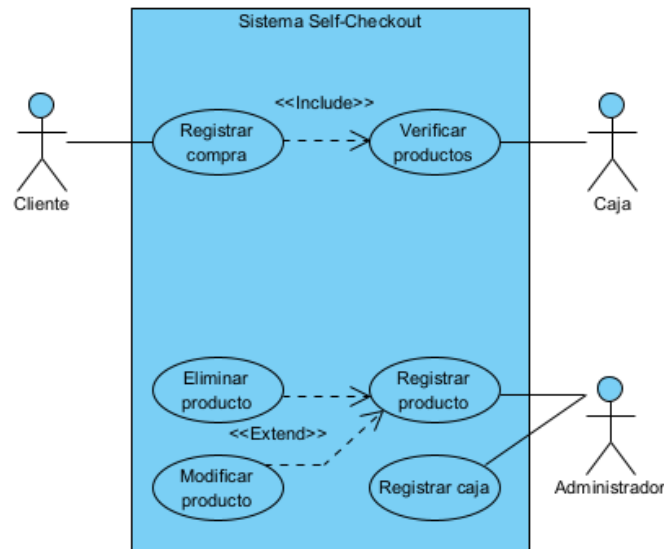 Sistema Self-Checkout
<<Include>>
Registrar
compra
Verificar
productos
Cliente
Caja
Eliminar
producto
Registrar
producto
<<Extend>>
Modificar
producto
Registrar caja
Administrador